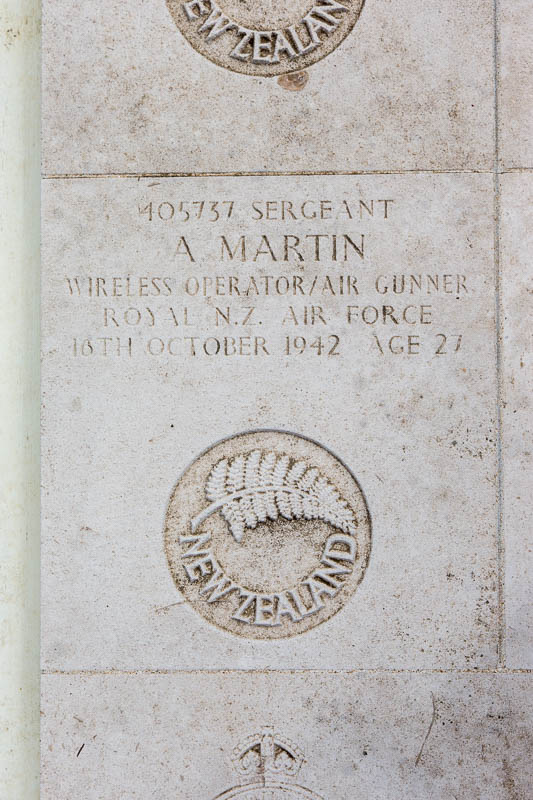 NEW ZEALAND
405737 SERGEANT
A MARTIN
WIRELESS OPERATOR/AIR GUNNER
ROYAL N.Z. AIR FORCE
16TH OCTOBER 1942 AGE 27
NEW ZEALAND